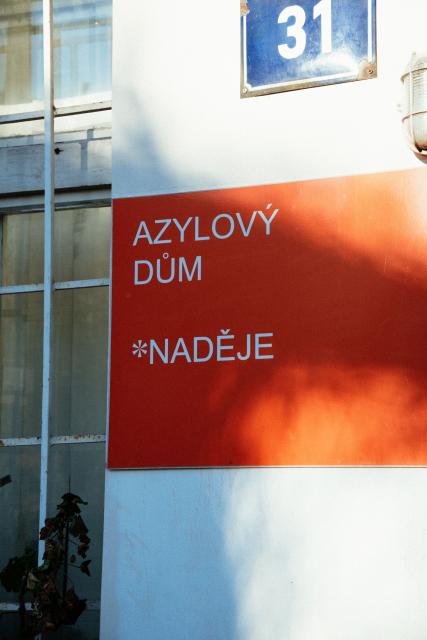 31
AZYLOVÝ
DŮM
*NADĚJE